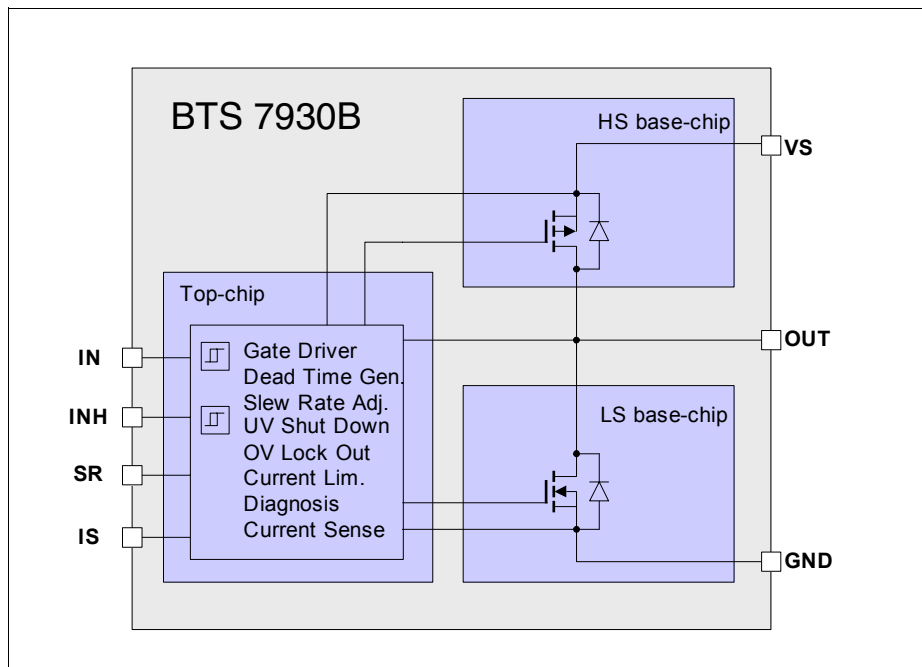 BTS 7930B
HS base-chip
VS
Top-chip
IN
INH
SR
IS
Gate Driver
Dead Time Gen.
Slew Rate Adj.
UV Shut Down
OV Lock Out
Current Lim.
Diagnosis
Current Sense
OUT
LS base-chip
GND